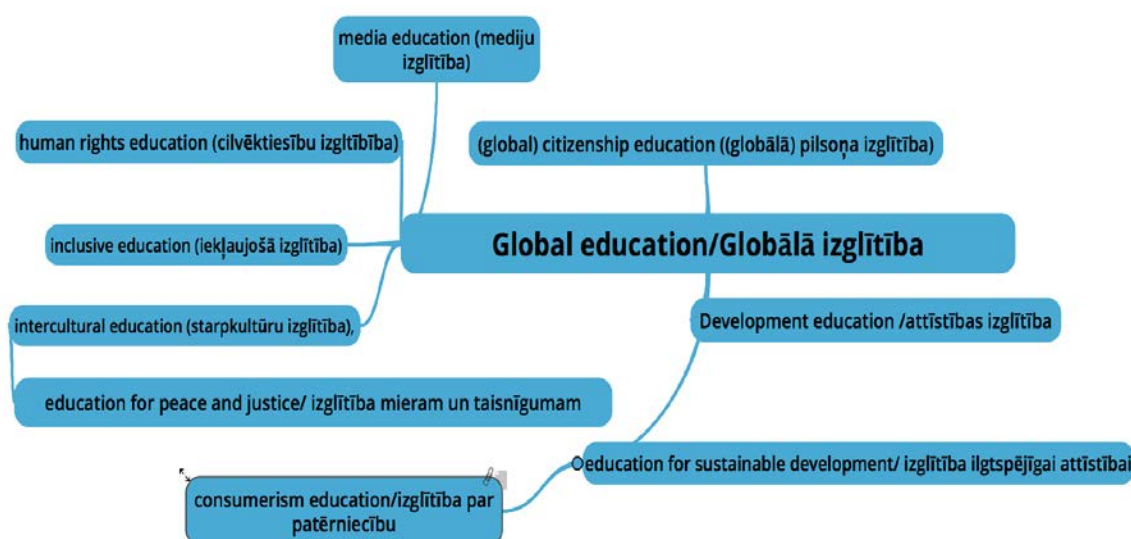 media education (mediju
izglītība)
human rights education (cilvēktiesību izgltībība)
(global) citizenship education ((globālā) pilsoņa izglītība)
Global education/Globālā izglītība
inclusive education (iekļaujošā izglītība)
intercultural education (starpkultūru izglītība),
Development education /attīstības izglītība
education for peace and justice/ izglītība mieram un taisnīgumam
education for sustainable development/ izglītība ilgtspējīgai attīstībai
consumerism education/izglītība par
patērniecību